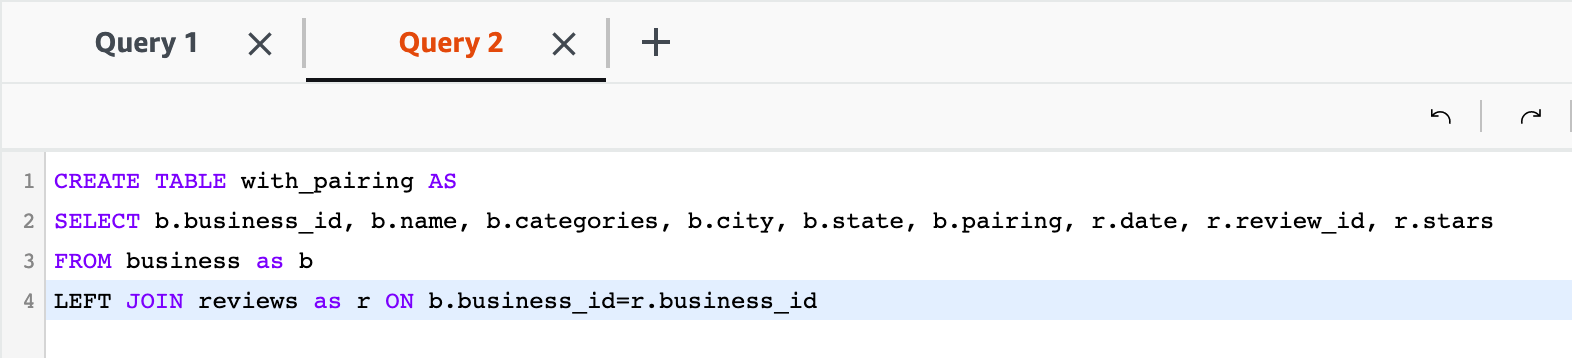 Query 1
Query 2
1 CREATE TABLE with_pairing AS
2 SELECT b.business_id, b.name, b.categories, b.city, b.state, b.pairing, r.date, r.review_id, r.stars
3 FROM business as b
4 LEFT JOIN reviews as r ON b.business_id=r.business_id